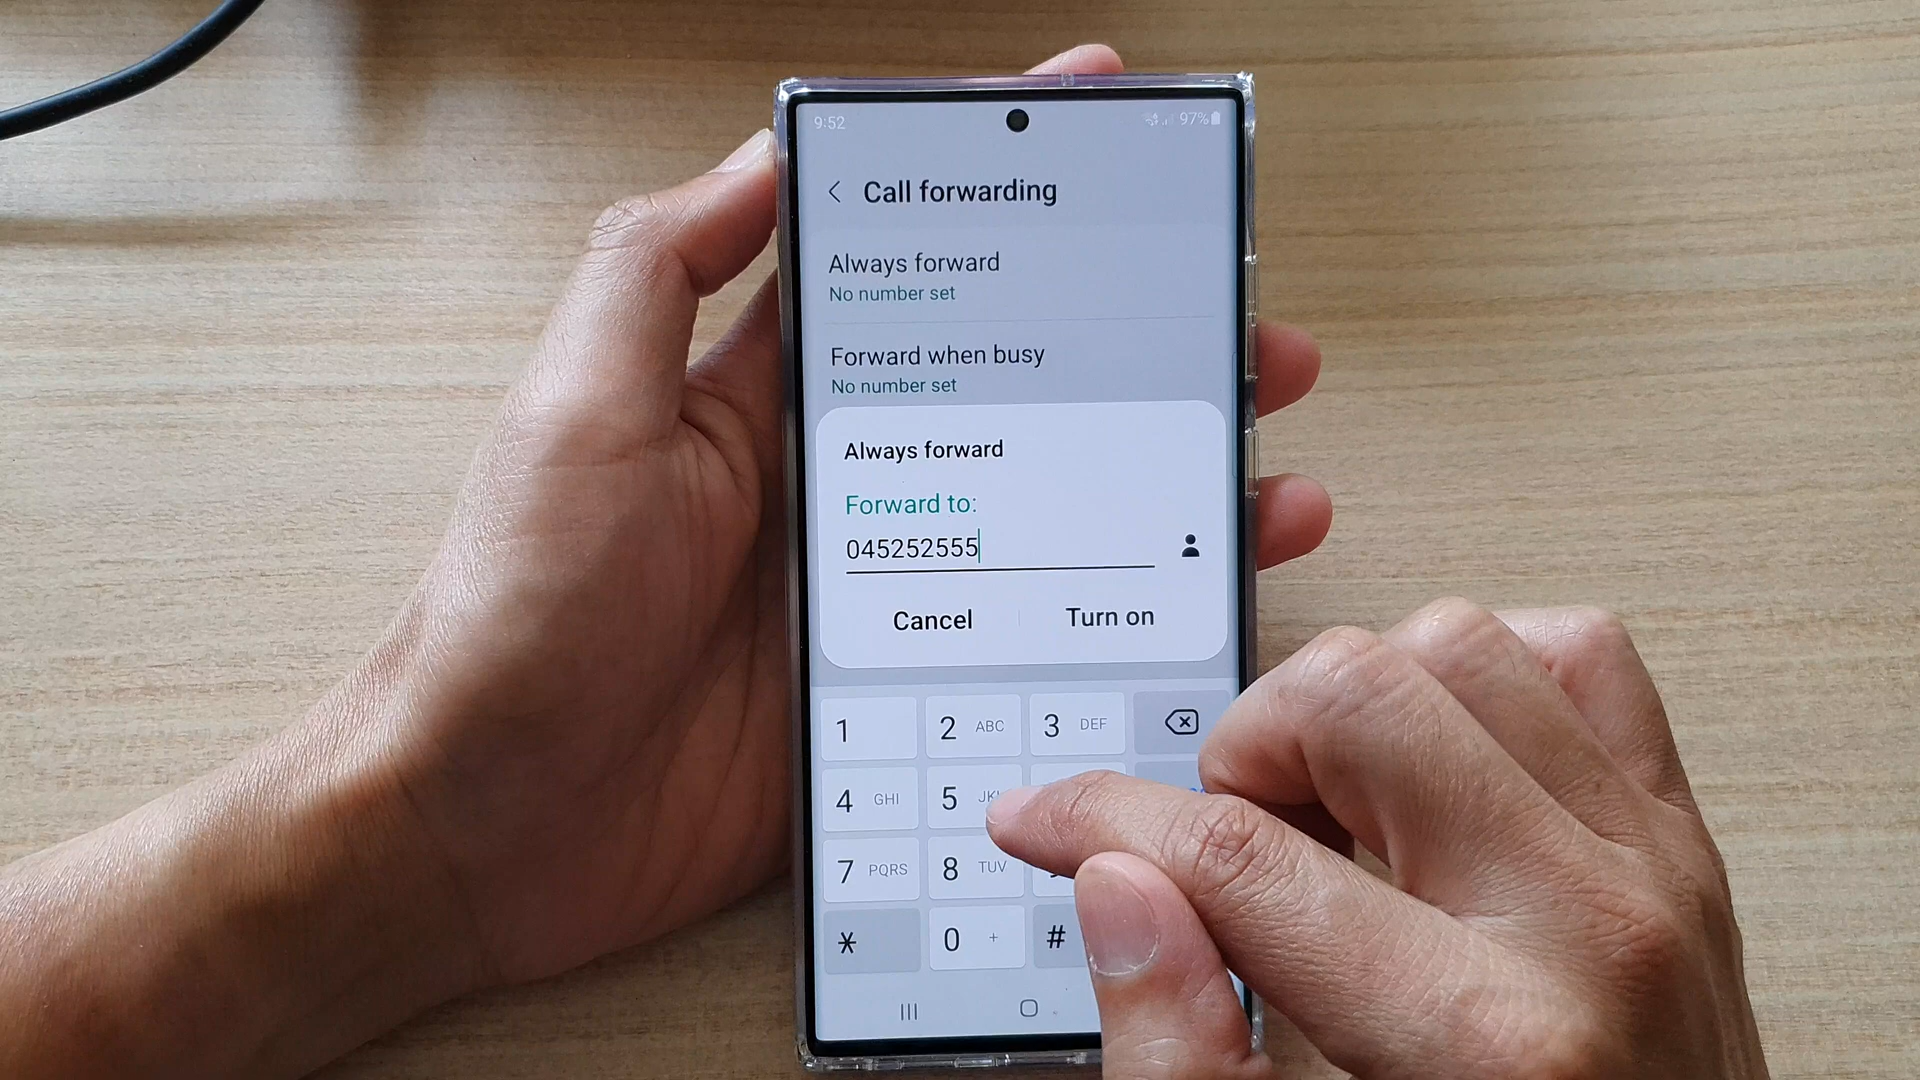 9:52
97%
Call forwarding
Always forward
No number set
Forward when busy
No number set
Always forward
Forward to:
045252555
Cancel
Turn on
1
2 ABC
3 DEF
4 GHI
5
7 PQRS
8 TUV
*
0 +
#